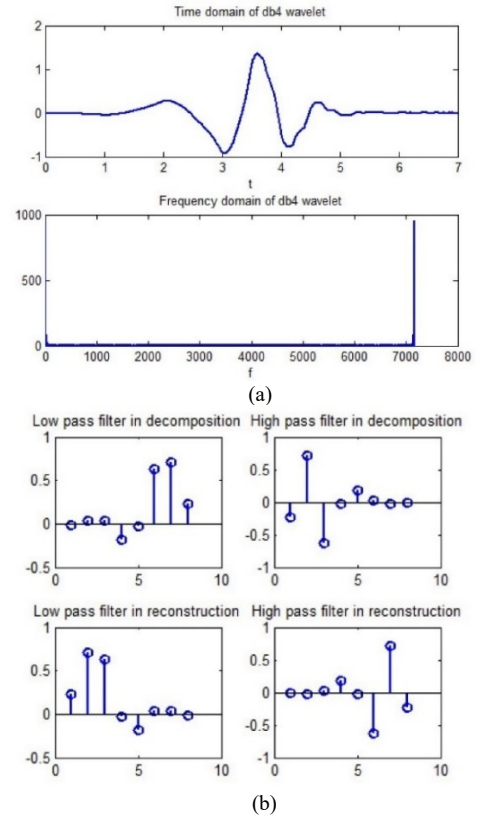 Time domain of db4 wavelet
2
1
0
-1
0 1 2 3 4 5 6 7
t
Frequency domain of db4 wavelet
1000
500
0
0 1000 2000 3000 4000 5000 6000 7000 8000
f
(a)
Low pass filter in decomposition High pass filter in decomposition
1 1
0.5 0.5
0 0
-0.5
-0.5 -1
0 5 10 0 5 10
Low pass filter in reconstruction High pass filter in reconstruction
1 1
0.5 0.5
0 0
-0.5
-0.5 -1
0 5 10 0 5 10
(b)